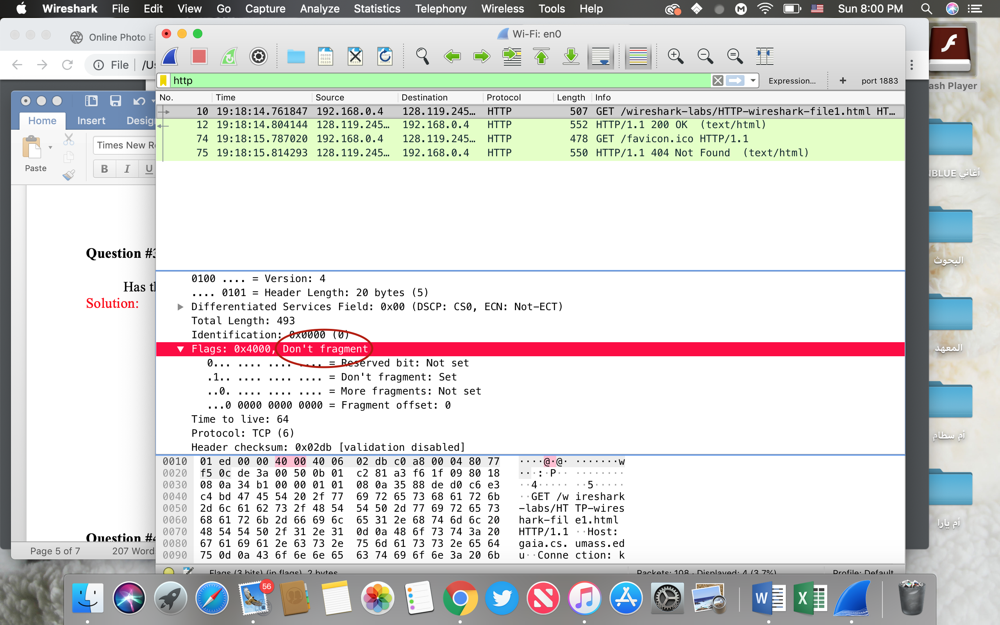 Wireshark File Edit View Go Capture Analyze Statistics Telephony Wireless Tools Help Sun 8:00 PM
Online Photo E
Wi-Fi: en0
File /Us
http
Expression... + port 1883
ash Player
No. Time Source Destination Protocol Length Info
10 19:18:14.761847 192.168.0.4 128.119.245… HTTP 507 GET /wireshark-labs/HTTP-wireshark-file1.html HT…
12 19:18:14.804144 128.119.245… 192.168.0.4 HTTP 552 HTTP/1.1 200 OK (text/html)
74 19:18:15.787020 192.168.0.4 128.119.245… HTTP 478 GET /favicon.ico HTTP/1.1
75 19:18:15.814293 128.119.245… 192.168.0.4 HTTP 550 HTTP/1.1 404 Not Found (text/html)
Home Insert Desig
Times New Ro
Paste
B I U
أغاني NBLUE
البحوث
المعهد
أم سطام
أم يارا
Question #3
Has th
Solution:
Question #4
Page 5 of 7 207 Words
0100 .... = Version: 4
.... 0101 = Header Length: 20 bytes (5)
Differentiated Services Field: 0x00 (DSCP: CS0, ECN: Not-ECT)
Total Length: 493
Identification: 0x0000 (0)
Flags: 0x4000, Don't fragment
0... .... .... .... = Reserved bit: Not set
.1.. .... .... .... = Don't fragment: Set
..0. .... .... .... = More fragments: Not set
...0 0000 0000 0000 = Fragment offset: 0
Time to live: 64
Protocol: TCP (6)
Header checksum: 0x02db [validation disabled]
0010 01 ed 00 00 40 00 40 06 02 db c0 a8 00 04 80 77 ····@·@· ·······w
0020 f5 0c de 3a 00 50 0b 01 c2 81 a3 f6 1f 09 80 18 ···:·P·· ········
0030 08 0a 34 b1 00 00 01 01 08 0a 35 88 de d0 c6 e3 ··4····· ··5·····
0040 c4 bd 47 45 54 20 2f 77 69 72 65 73 68 61 72 6b ··GET /w ireshark
0050 2d 6c 61 62 73 2f 48 54 54 50 2d 77 69 72 65 73 -labs/HT TP-wires
0060 68 61 72 6b 2d 66 69 6c 65 31 2e 68 74 6d 6c 20 hark-fil e1.html
0070 48 54 54 50 2f 31 2e 31 0d 0a 48 6f 73 74 3a 20 HTTP/1.1 ··Host:
0080 67 61 69 61 2e 63 73 2e 75 6d 61 73 73 2e 65 64 gaia.cs. umass.ed
0090 75 0d 0a 43 6f 6e 6e 65 63 74 69 6f 6e 3a 20 6b u··Conne ction: k
Flags (3 bits) (ip.flags), 2 bytes Packets: 108 · Displayed: 4 (3.7%) Profile: Default
56